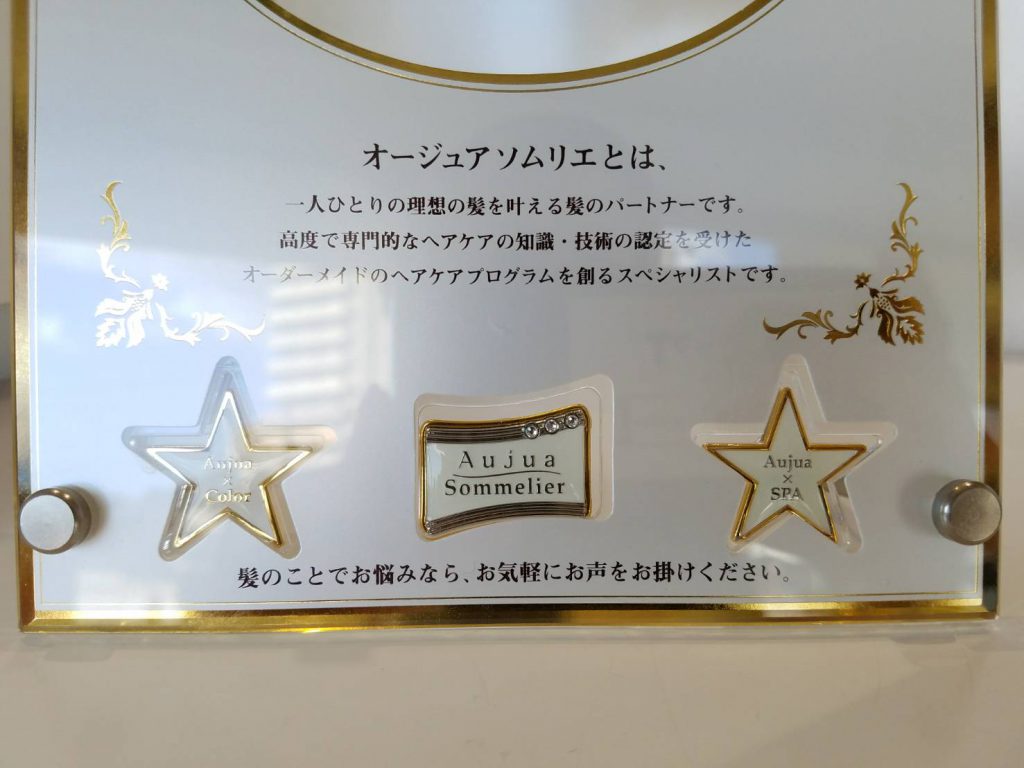 オージュア ソムリエとは、
一人ひとりの理想の髪を叶える髪のパートナーです。
高度で専門的なヘアケアの知識・技術の認定を受けた
オーダーメイドのヘアケアプログラムを創るスペシャリストです。
Aujua
×
Color
Aujua
Sommelier
Aujua
×
SPA
髪のことでお悩みなら、お気軽にお声をお掛けください。